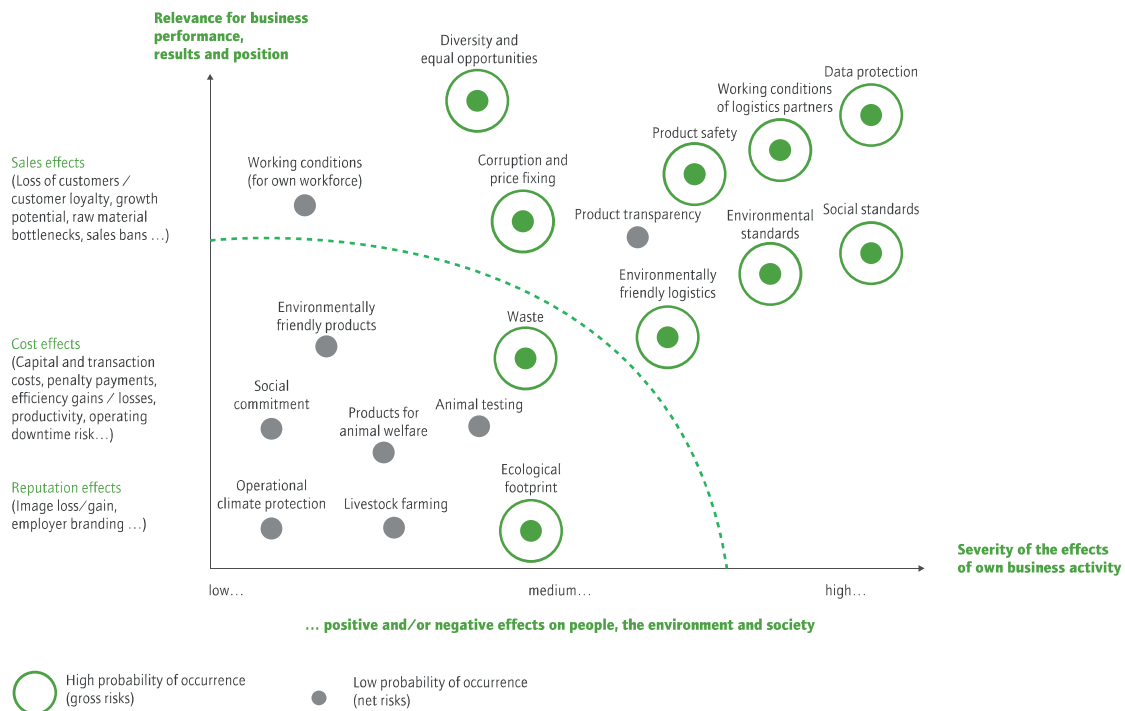 Relevance for business
performance,
results and position
Diversity and
equal opportunities
Data protection
Working conditions
of logistics partners
Product safety
Sales effects
(Loss of customers /
customer loyalty, growth
potential, raw material
bottlenecks, sales bans …)
Working conditions
(for own workforce)
Corruption and
price fixing
Product transparency
Environmental
standards
Social standards
Environmentally
friendly logistics
Environmentally
friendly products
Waste
Cost effects
(Capital and transaction
costs, penalty payments,
efficiency gains / losses,
productivity, operating
downtime risk…)
Social
commitment
Products for
animal welfare
Animal testing
Reputation effects
(Image loss/gain,
employer branding …)
Operational
climate protection
Livestock farming
Ecological
footprint
Severity of the effects
of own business activity
low…
medium…
high…
… positive and/or negative effects on people, the environment and society
High probability of occurrence
(gross risks)
Low probability of occurrence
(net risks)